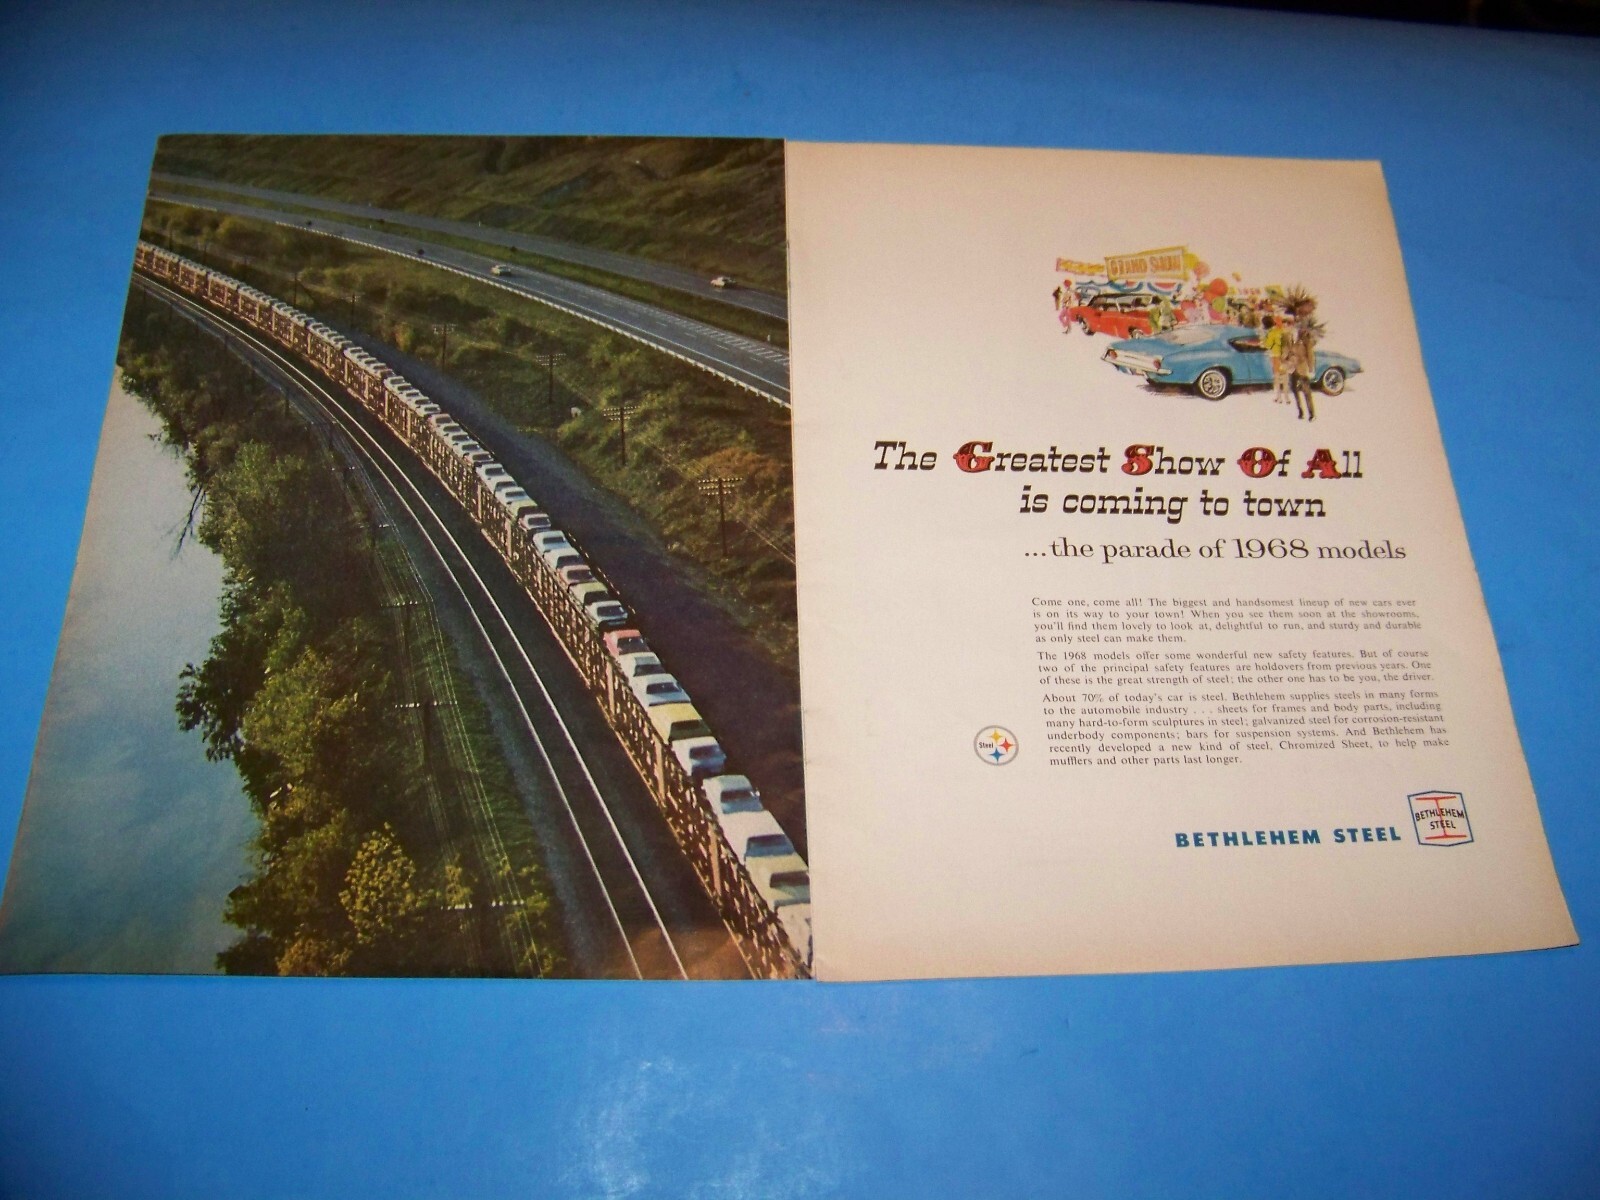 GRAND SHOW
1968
The Greatest Show Of All
is coming to town
...the parade of 1968 models
Come one, come all! The biggest and handsomest lineup of new cars ever
is on its way to your town! When you see them soon at the showrooms,
you'll find them lovely to look at, delightful to run, and sturdy and durable
as only steel can make them.
The 1968 models offer some wonderful new safety features. But of course
two of the principal safety features are holdovers from previous years. One
of these is the great strength of steel; the other one has to be you, the driver.
About 70% of today's car is steel. Bethlehem supplies steels in many forms
to the automobile industry . . . sheets for frames and body parts, including
many hard-to-form sculptures in steel; galvanized steel for corrosion-resistant
underbody components; bars for suspension systems. And Bethlehem has
recently developed a new kind of steel, Chromized Sheet, to help make
mufflers and other parts last longer.
Steel
BETHLEHEM STEEL
BETHLEHEM
STEEL